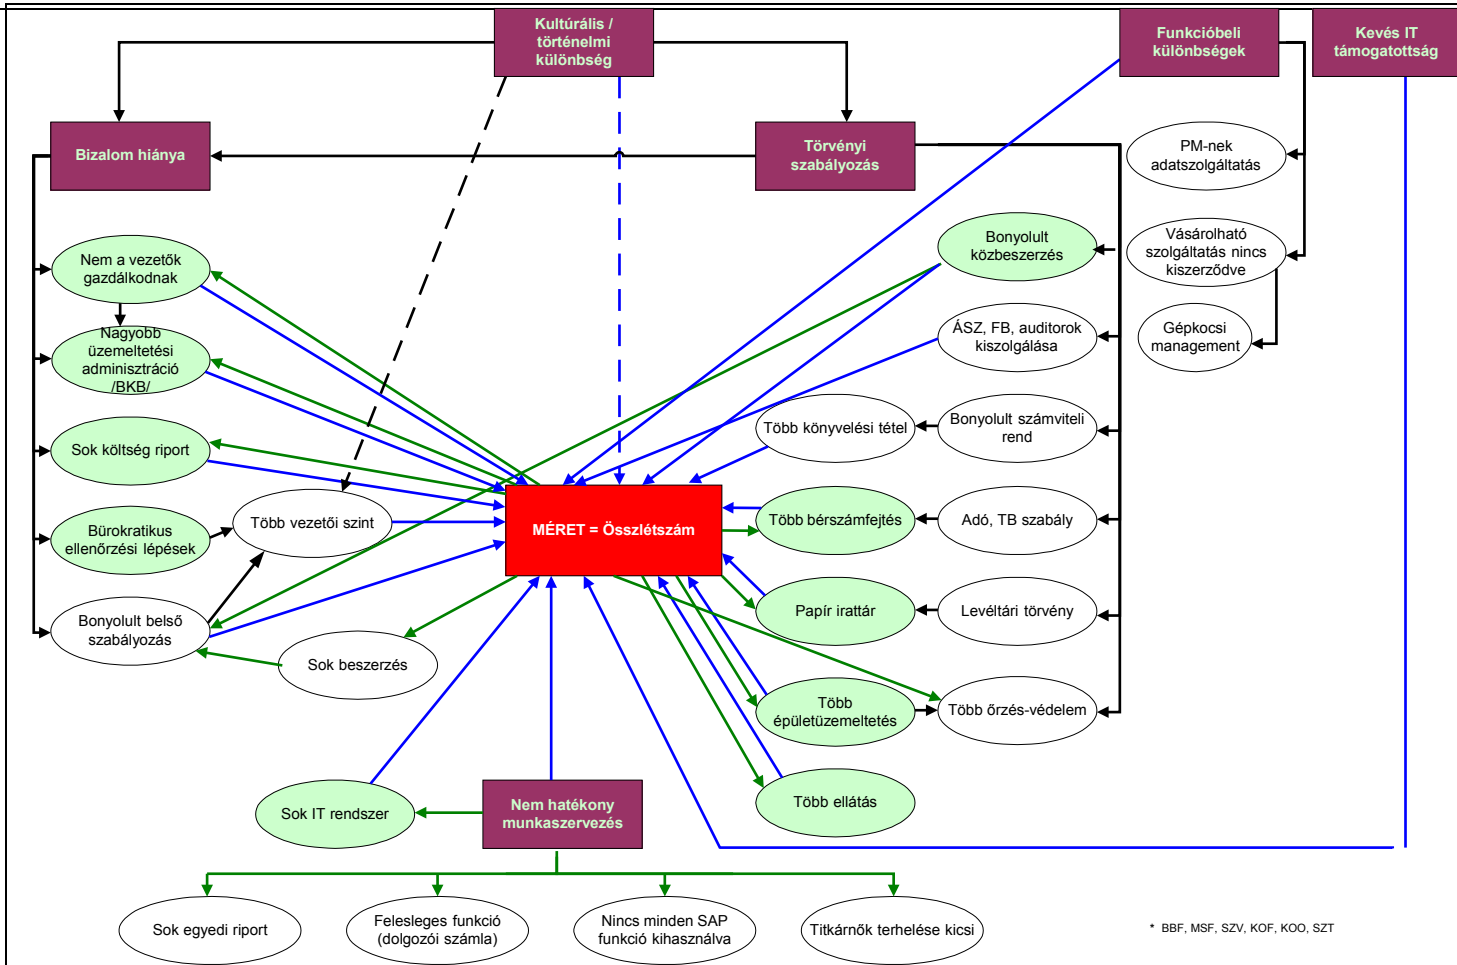 Kultúrális /
történelmi
különbség
Funkcióbeli
különbségek
Kevés IT
támogatottság
Bizalom hiánya
Törvényi
szabályozás
PM-nek
adatszolgáltatás
Nem a vezetők
gazdálkodnak
Bonyolult
közbeszerzés
Vásárolható
szolgáltatás nincs
kiszerződve
Nagyobb
üzemeltetési
adminisztráció
/BKB/
ÁSZ, FB, auditorok
kiszolgálása
Gépkocsi
management
Sok költség riport
Több könyvelési tétel
Bonyolult számviteli
rend
Bürokratikus
ellenőrzési lépések
Több vezetői szint
MÉRET = Összlétszám
Több bérszámfejtés
Adó, TB szabály
Bonyolult belső
szabályozás
Sok beszerzés
Papír irattár
Levéltári törvény
Több
épületüzemeltetés
Több őrzés-védelem
Sok IT rendszer
Nem hatékony
munkaszervezés
Több ellátás
Sok egyedi riport
Felesleges funkció
(dolgozói számla)
Nincs minden SAP
funkció kihasználva
Titkárnők terhelése kicsi
* BBF, MSF, SZV, KOF, KOO, SZT